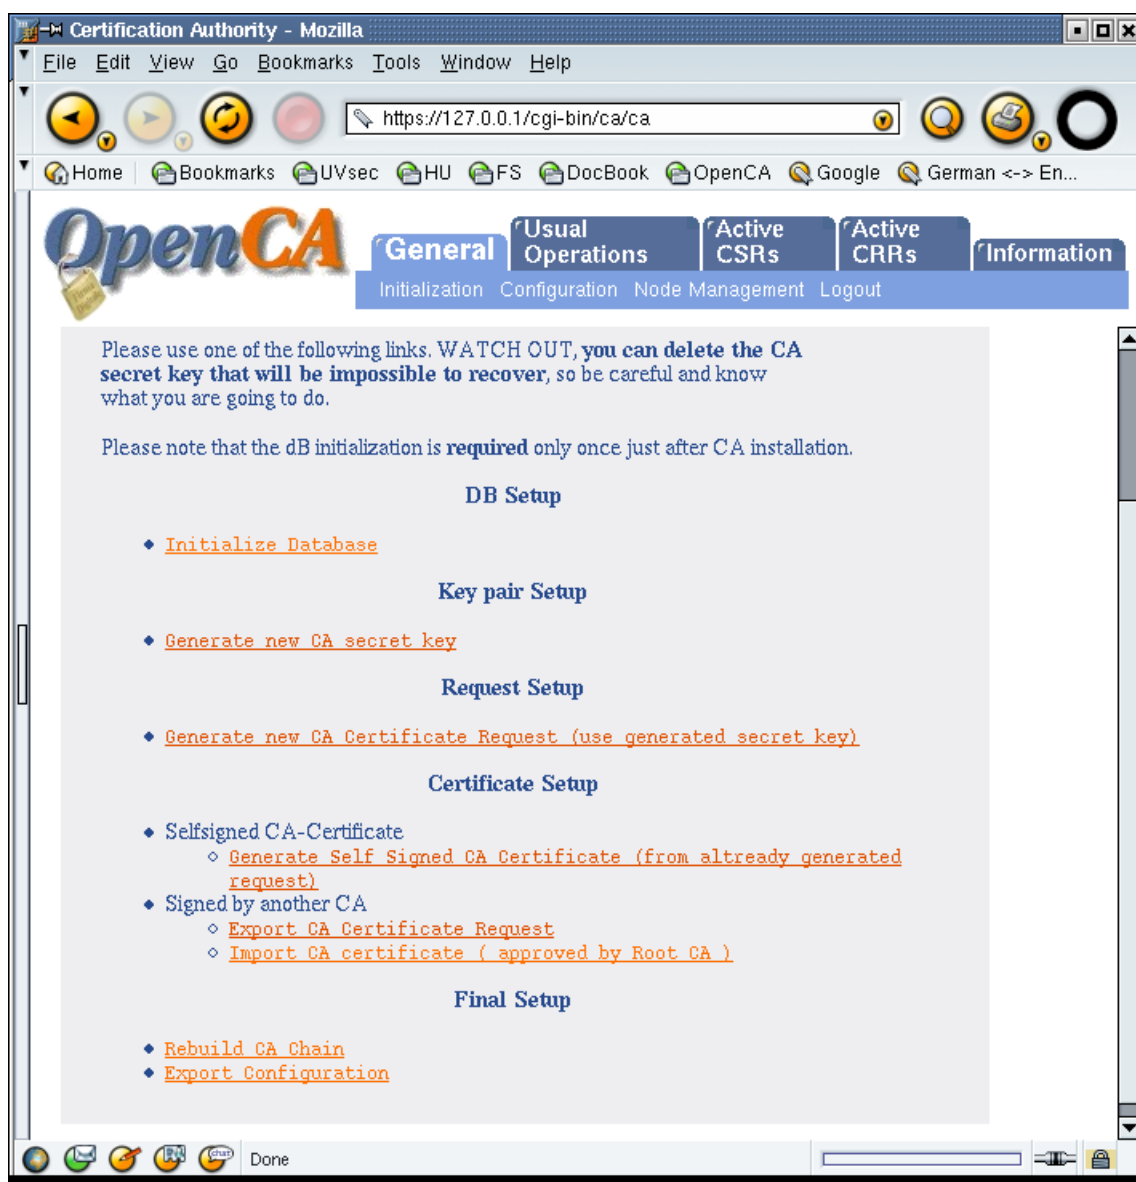 Certification Authority - Mozilla
File Edit View Go Bookmarks Tools Window Help
https://127.0.0.1/cgi-bin/ca/ca
Home Bookmarks UVsec HU FS DocBook OpenCA Google German <-> En...
OpenCA
General Usual Operations Active CSRs Active CRRs Information
Initialization Configuration Node Management Logout
Please use one of the following links. WATCH OUT, you can delete the CA
secret key that will be impossible to recover, so be careful and know
what you are going to do.
Please note that the dB initialization is required only once just after CA installation.
DB Setup
Initialize Database
Key pair Setup
Generate new CA secret key
Request Setup
Generate new CA Certificate Request (use generated secret key)
Certificate Setup
Selfsigned CA-Certificate
Generate Self Signed CA Certificate (from altready generated
request)
Signed by another CA
Export CA Certificate Request
Import CA certificate ( approved by Root CA )
Final Setup
Rebuild CA Chain
Export Configuration
Done